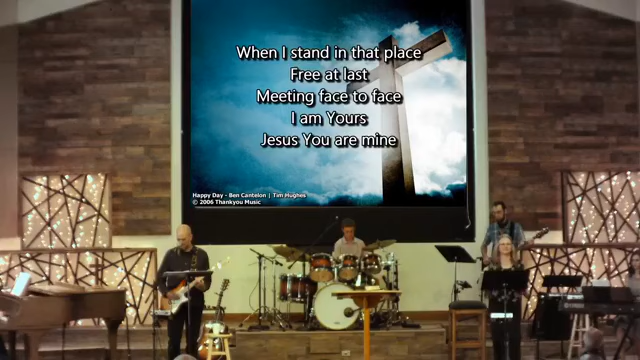 When I stand in that place
Free at last
Meeting face to face
I am Yours
Jesus You are mine
Happy Day - Ben Cantelon | Tim Hughes
© 2006 Thankyou Music